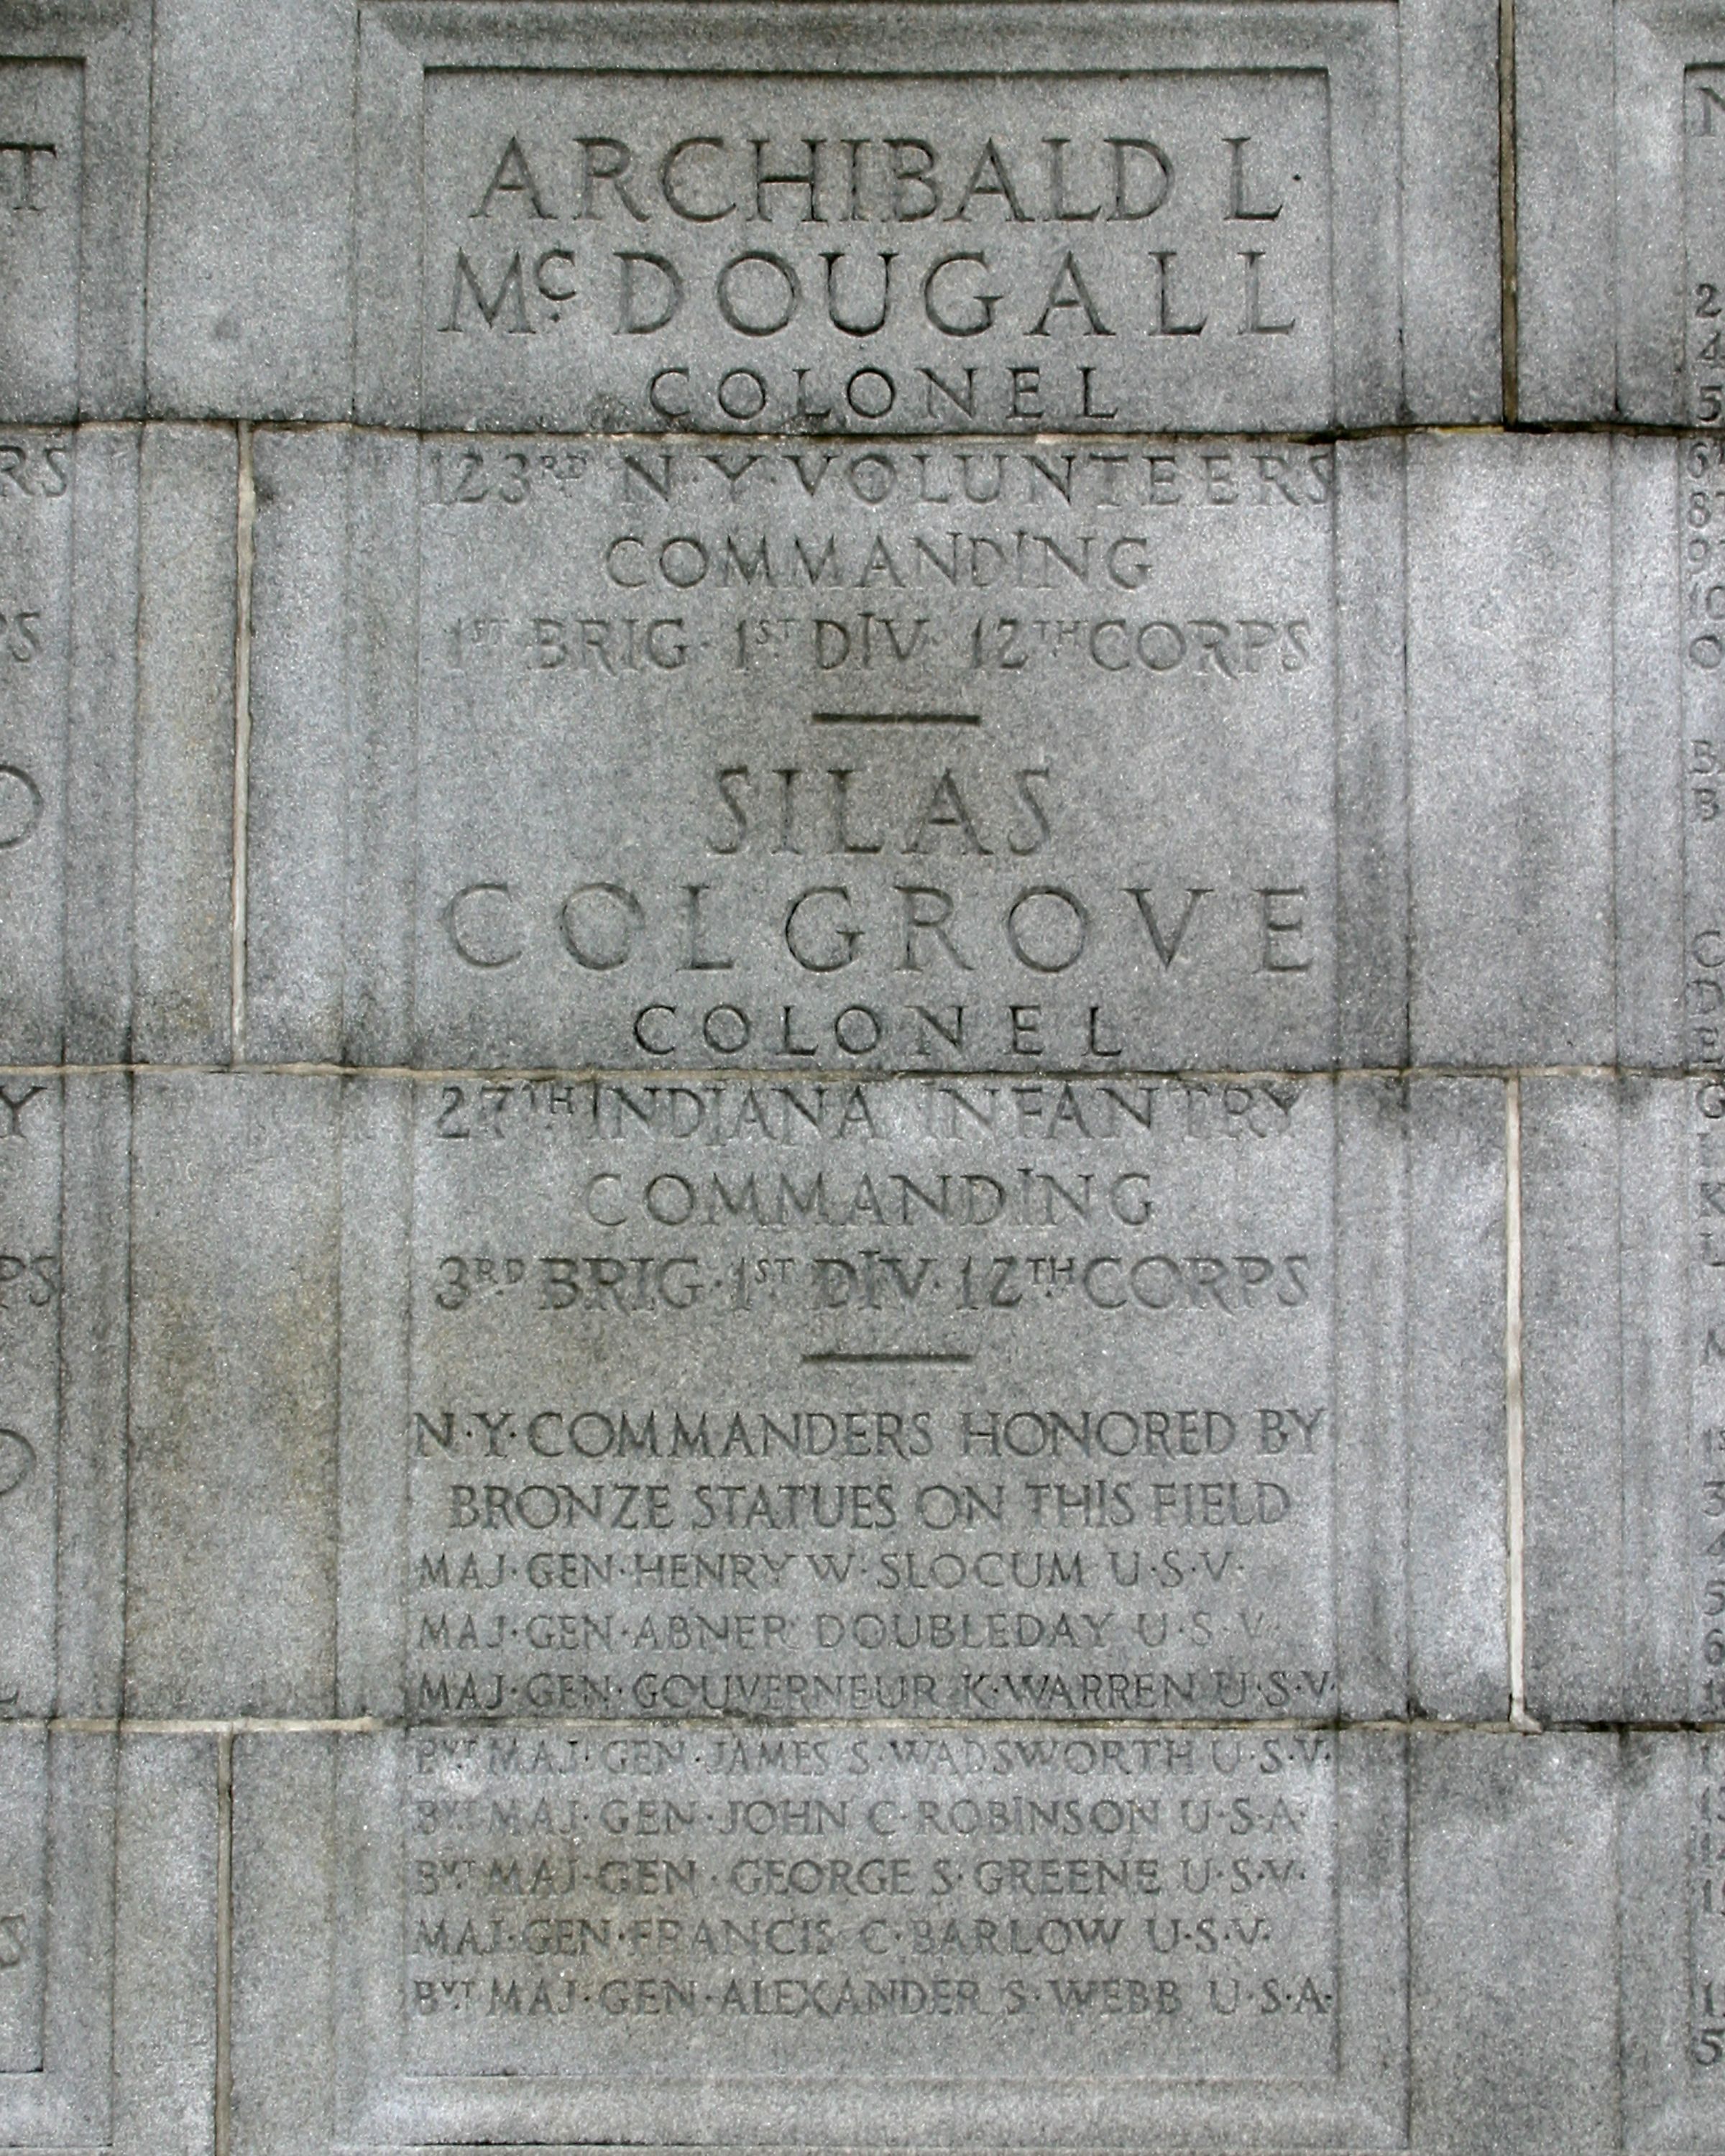 ARCHIBALD L·
McDOUGALL
COLONEL
123RD N·Y·VOLUNTEERS
COMMANDING
1ST BRIG· 1ST DIV· 12TH CORPS
SILAS
COLGROVE
COLONEL
27TH INDIANA INFANTRY
COMMANDING
3RD BRIG·1ST DIV·12TH CORPS
N·Y·COMMANDERS HONORED BY
BRONZE STATUES ON THIS FIELD
MAJ·GEN·HENRY W·SLOCUM U·S·V·
MAJ·GEN·ABNER DOUBLEDAY U·S·V·
MAJ·GEN·GOUVERNEUR K·WARREN U·S·V·
BVT MAJ·GEN·JAMES S·WADSWORTH U·S·V·
BVT MAJ·GEN·JOHN C·ROBINSON U·S·A·
BVT MAJ·GEN·GEORGE S·GREENE U·S·V·
MAJ·GEN·FRANCIS C·BARLOW U·S·V·
BVT MAJ·GEN·ALEXANDER S·WEBB U·S·A·